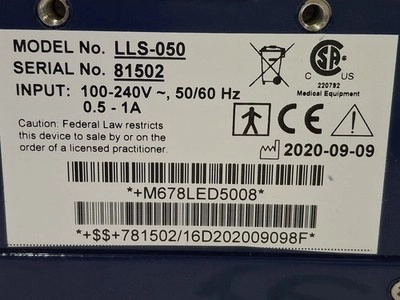 MODEL No. LLS-050
SERIAL No. 81502
INPUT: 100-240V ~, 50/60 Hz
0.5 - 1A
Caution: Federal Law restricts
this device to sale by or on the
order of a licensed practitioner.
C US
220792
Medical Equipment
CE
2020-09-09
*+M678LED5008*
*+$$+781502/16D202009098F*